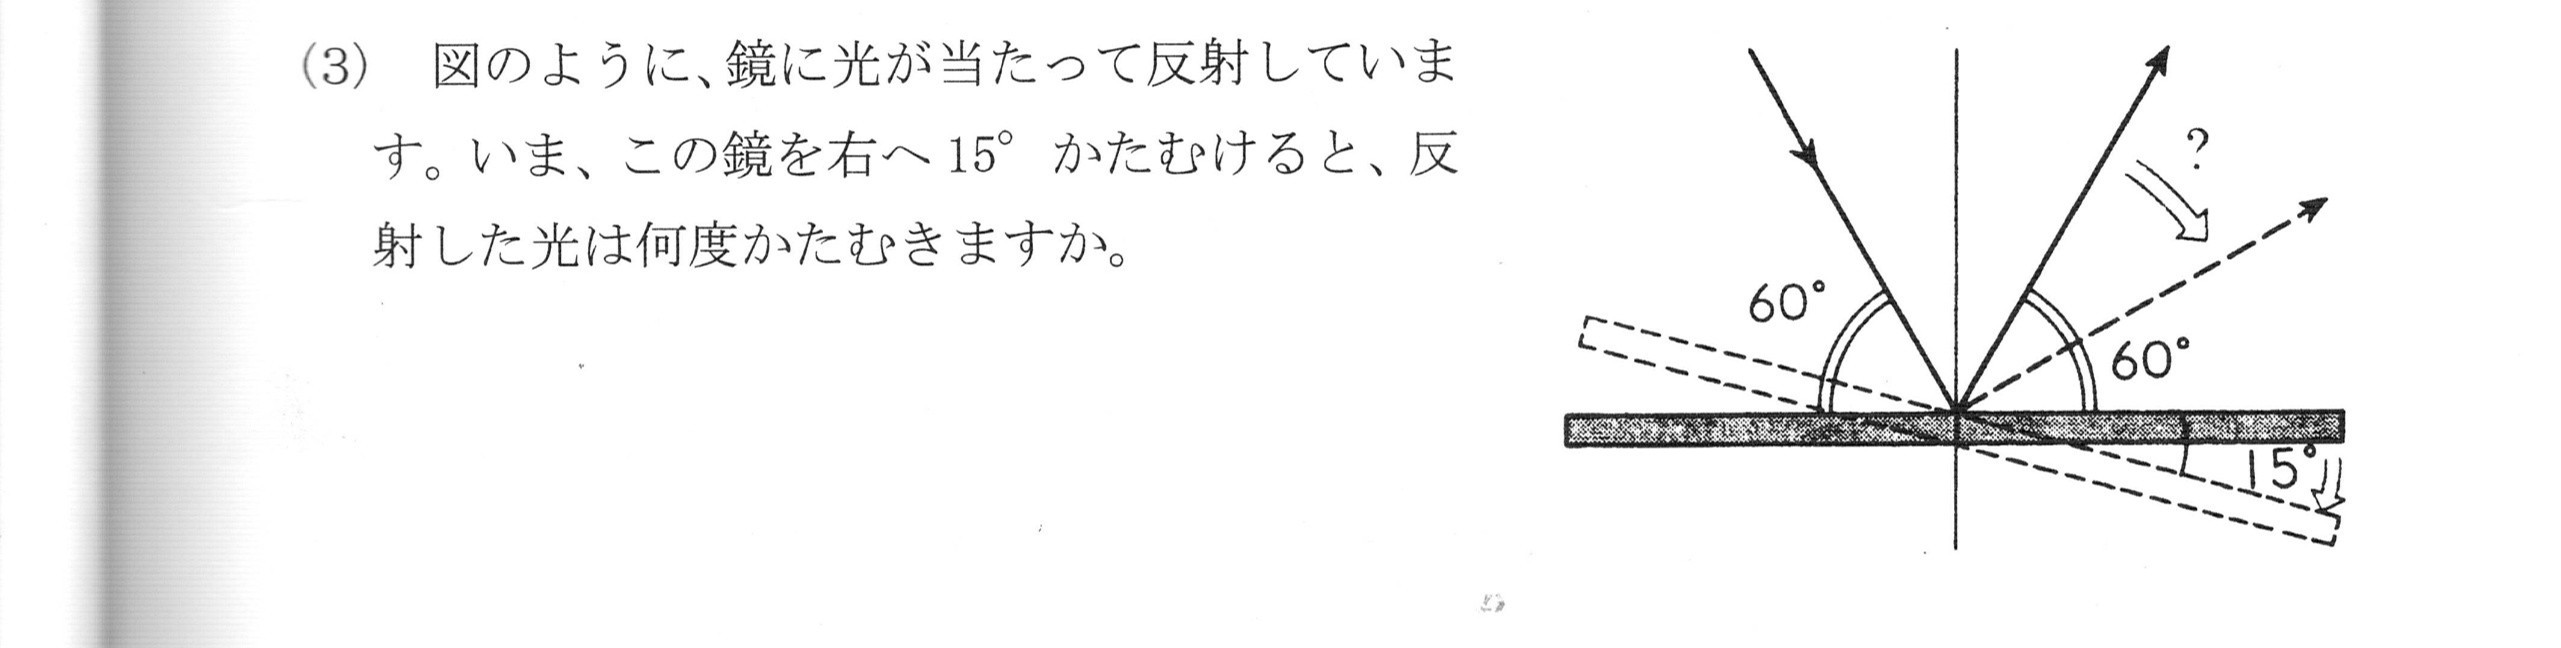 (3)　図のように、鏡に光が当たって反射していま
す。いま、この鏡を右へ15°かたむけると、反
射した光は何度かたむきますか。
?
60°
60°
15°